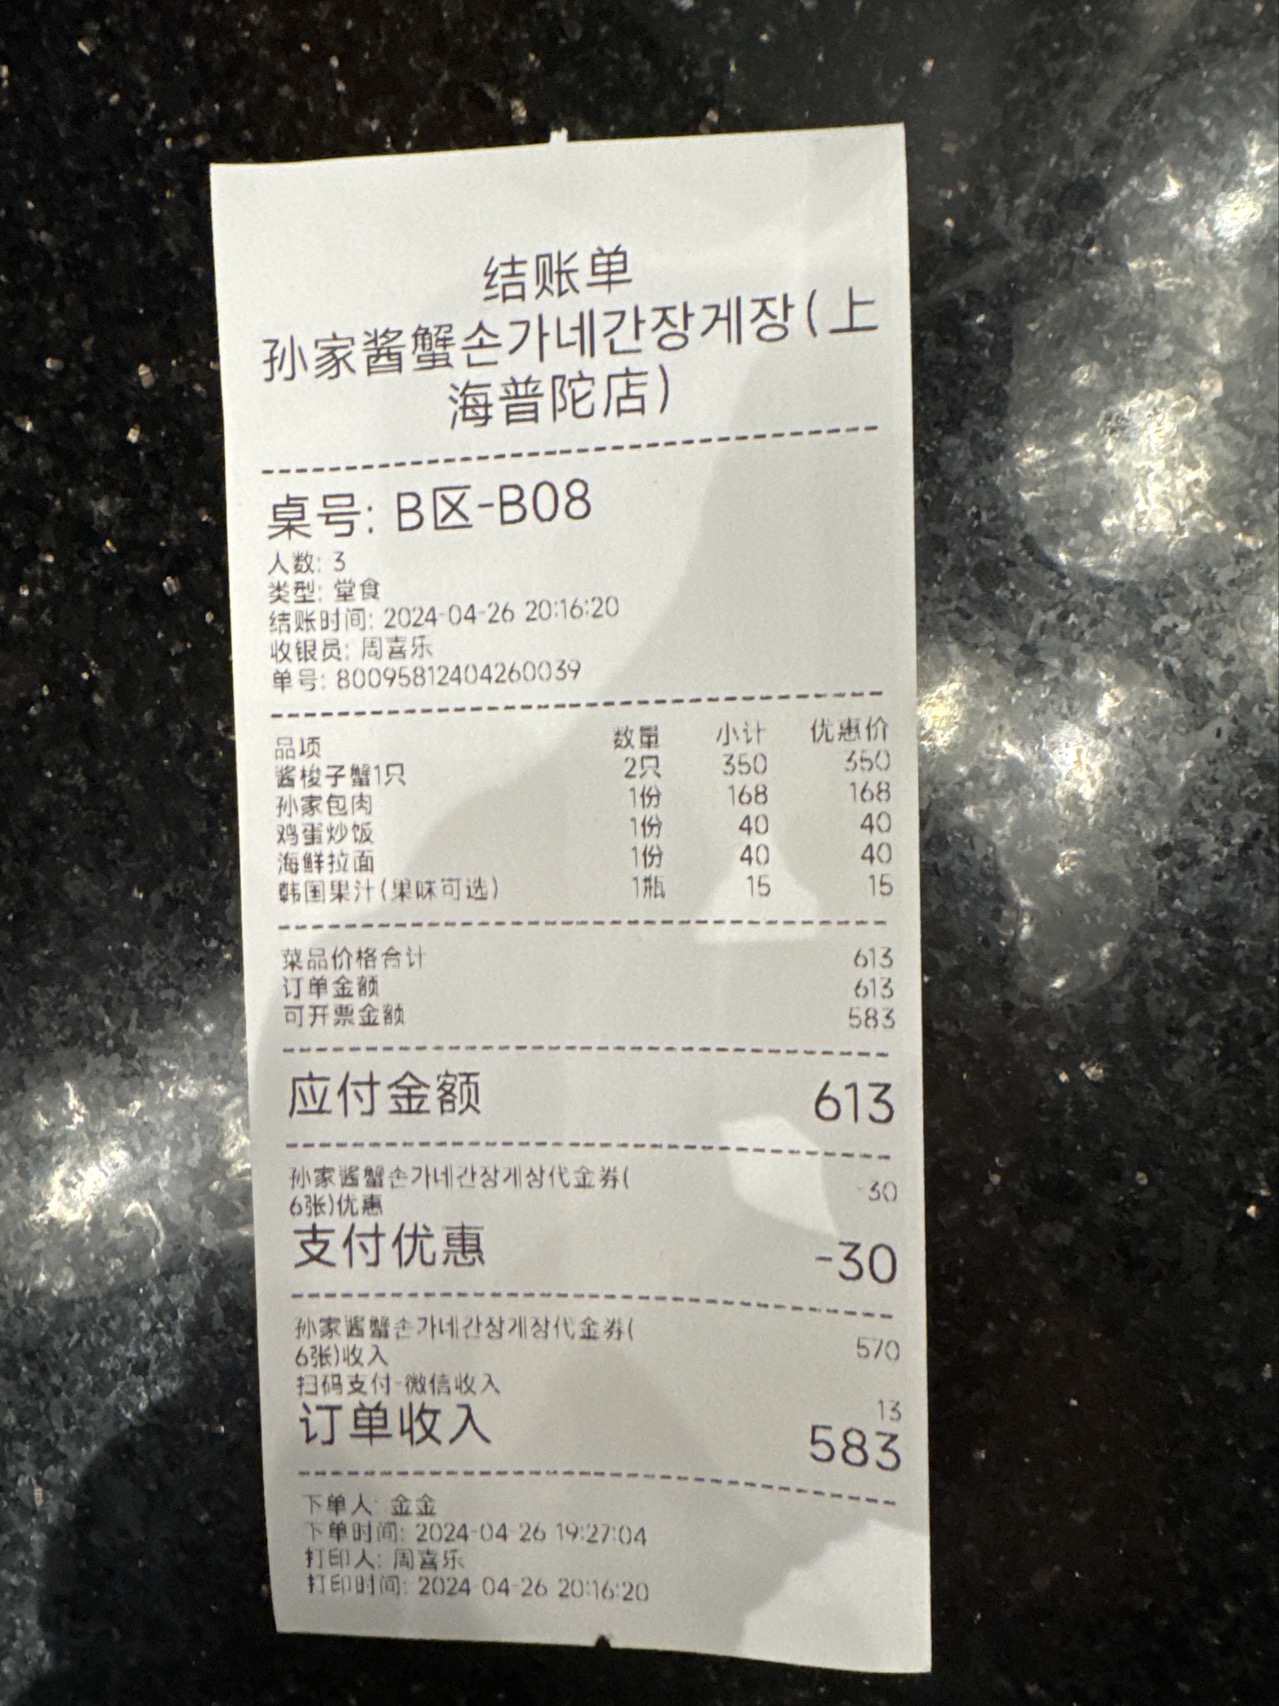 结账单
孙家酱蟹손가네간장게장(上
海普陀店)
桌号: B区-B08
人数: 3
类型: 堂食
结账时间: 2024-04-26 20:16:20
收银员: 周喜乐
单号: 80095812404260039
品项 数量 小计 优惠价
酱梭子蟹1只 2只 350 350
孙家包肉 1份 168 168
鸡蛋炒饭 1份 40 40
海鲜拉面 1份 40 40
韩国果汁(果味可选) 1瓶 15 15
菜品价格合计 613
订单金额 613
可开票金额 583
应付金额 613
孙家酱蟹손가네간장게장代金券( -30
6张)优惠
支付优惠 -30
孙家酱蟹손가네간장게장代金券( 570
6张)收入
扫码支付-微信收入 13
订单收入 583
下单人: 金金
下单时间: 2024-04-26 19:27:04
打印人: 周喜乐
打印时间: 2024-04-26 20:16:20